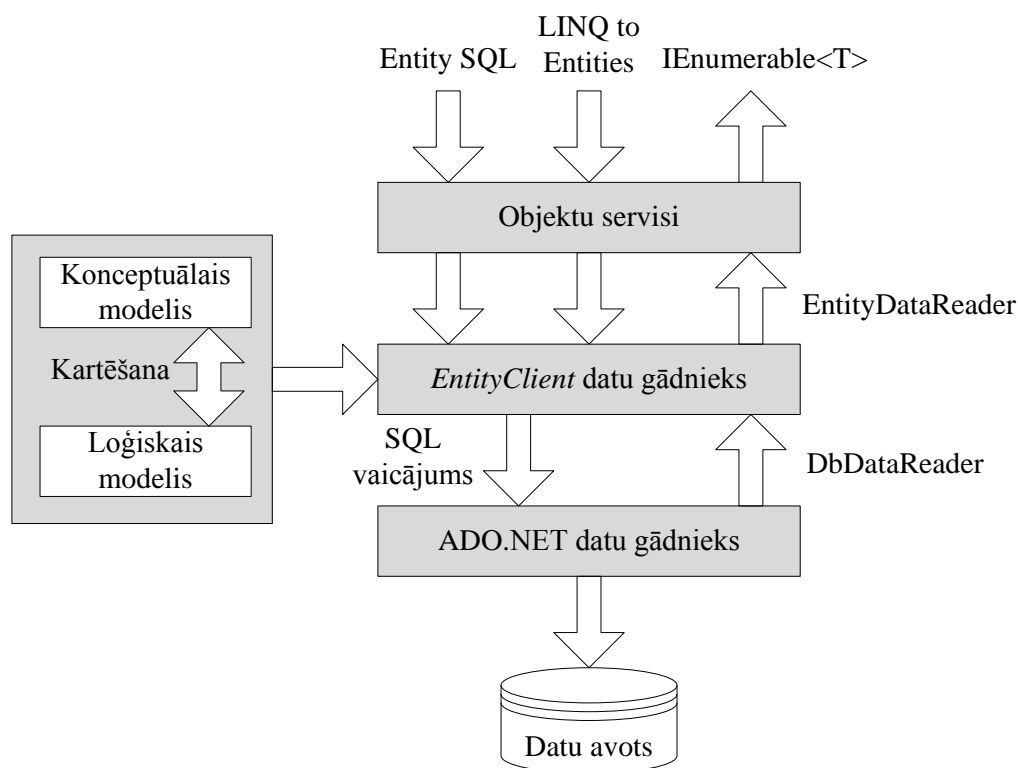 LINQ to
Entity SQL
Entities
IEnumerable<T>
Objektu servisi
Konceptuālais
modelis
EntityDataReader
Kartēšana
EntityClient datu gādnieks
Loģiskais
modelis
SQL
vaicājums
DbDataReader
ADO.NET datu gādnieks
Datu avots